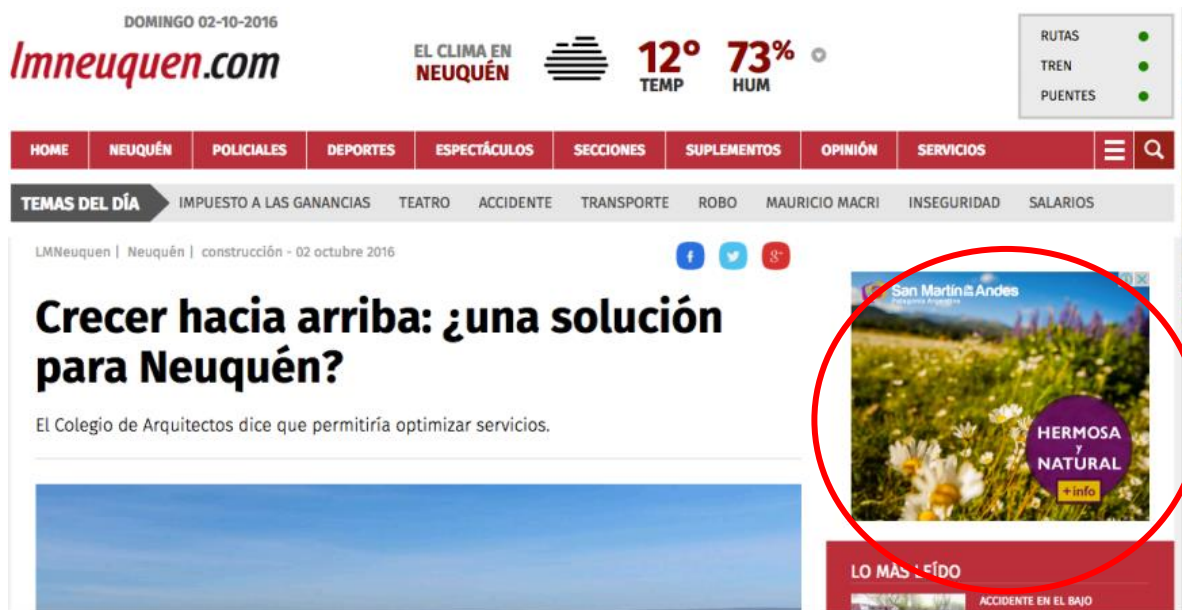 DOMINGO 02-10-2016
lmneuquen.com
EL CLIMA EN
NEUQUÉN
12° 73%
TEMP HUM
RUTAS
TREN
PUENTES
HOME NEUQUÉN POLICIALES DEPORTES ESPECTÁCULOS SECCIONES SUPLEMENTOS OPINIÓN SERVICIOS
TEMAS DEL DÍA IMPUESTO A LAS GANANCIAS TEATRO ACCIDENTE TRANSPORTE ROBO MAURICIO MACRI INSEGURIDAD SALARIOS
LMNeuquen | Neuquén | construcción - 02 octubre 2016
f g+
Crecer hacia arriba: ¿una solución
para Neuquén?
El Colegio de Arquitectos dice que permitiría optimizar servicios.
San Martín de los Andes
Patagonia Argentina
HERMOSA
y
NATURAL
+info
LO MÀS LEÍDO
ACCIDENTE EN EL BAJO